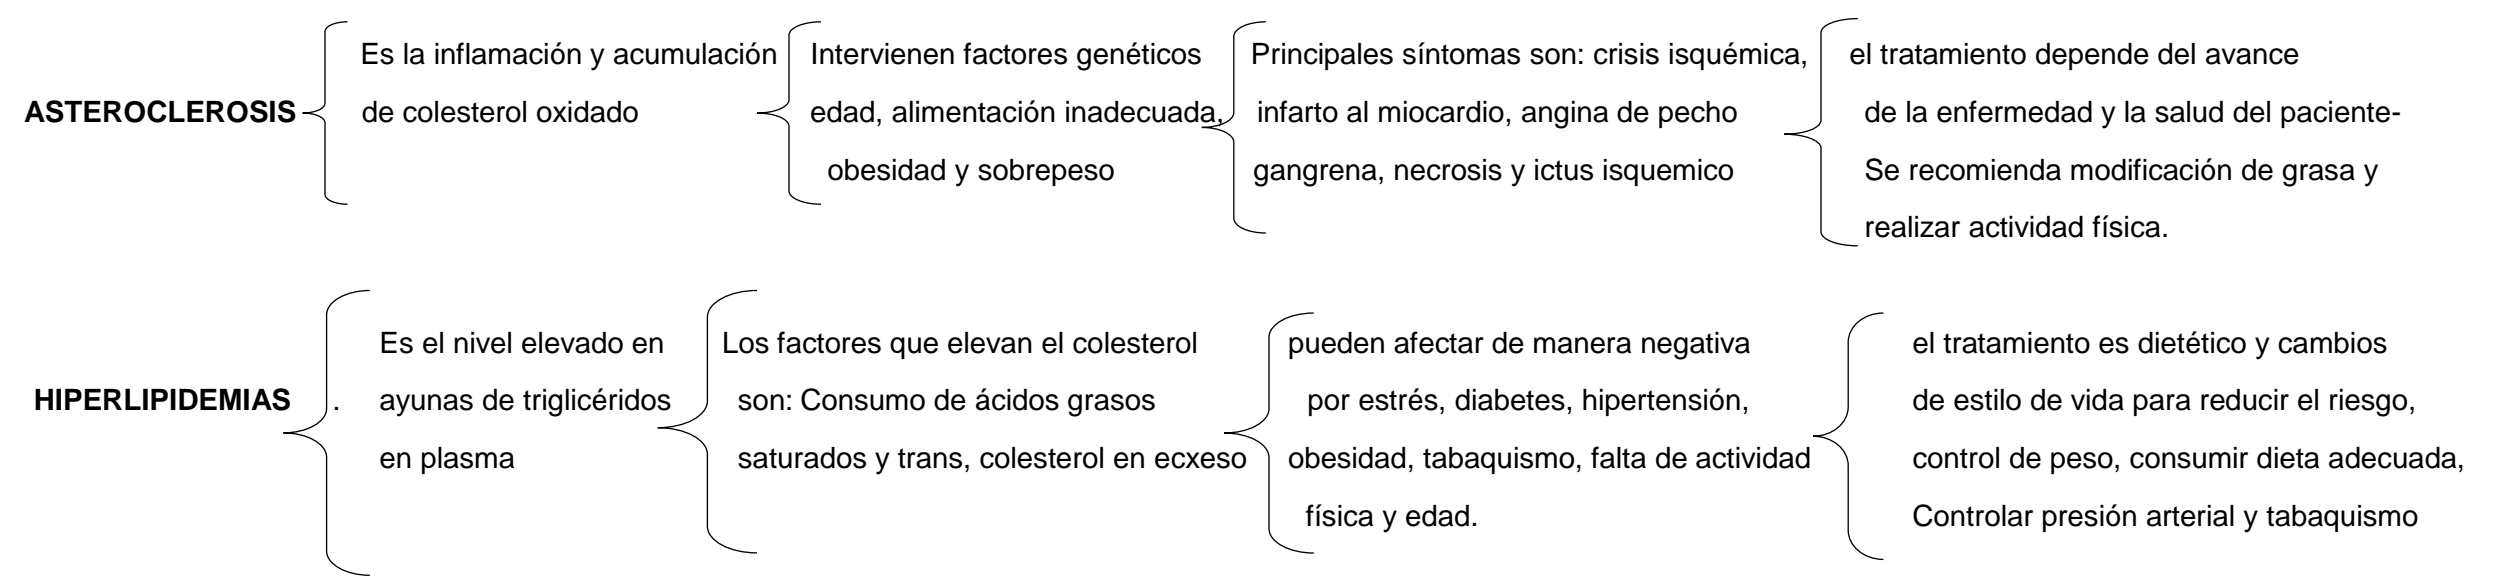 Es la inflamación y acumulación
de colesterol oxidado
ASTEROCLEROSIS
Intervienen factores genéticos
edad, alimentación inadecuada,
obesidad y sobrepeso
Principales síntomas son: crisis isquémica,
infarto al miocardio, angina de pecho
gangrena, necrosis y ictus isquemico
el tratamiento depende del avance
de la enfermedad y la salud del paciente-
Se recomienda modificación de grasa y
realizar actividad física.
HIPERLIPIDEMIAS .
Es el nivel elevado en
ayunas de triglicéridos
en plasma
Los factores que elevan el colesterol
son: Consumo de ácidos grasos
saturados y trans, colesterol en ecxeso
pueden afectar de manera negativa
por estrés, diabetes, hipertensión,
obesidad, tabaquismo, falta de actividad
física y edad.
el tratamiento es dietético y cambios
de estilo de vida para reducir el riesgo,
control de peso, consumir dieta adecuada,
Controlar presión arterial y tabaquismo